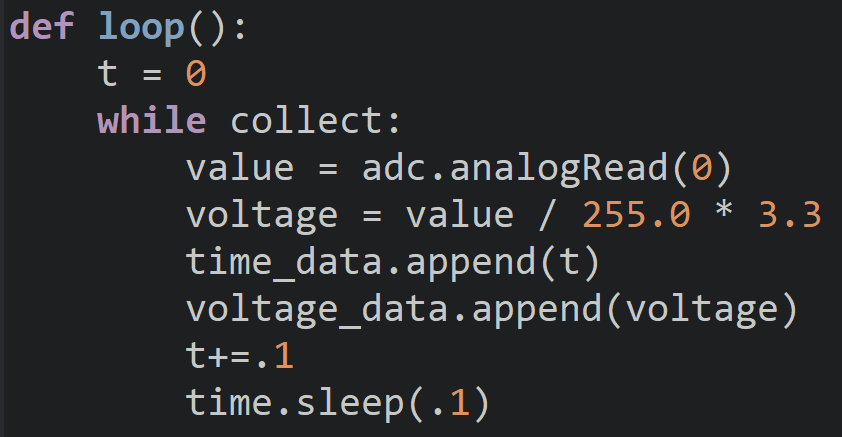 def loop():
    t = 0
    while collect:
        value = adc.analogRead(0)
        voltage = value / 255.0 * 3.3
        time_data.append(t)
        voltage_data.append(voltage)
        t+=.1
        time.sleep(.1)